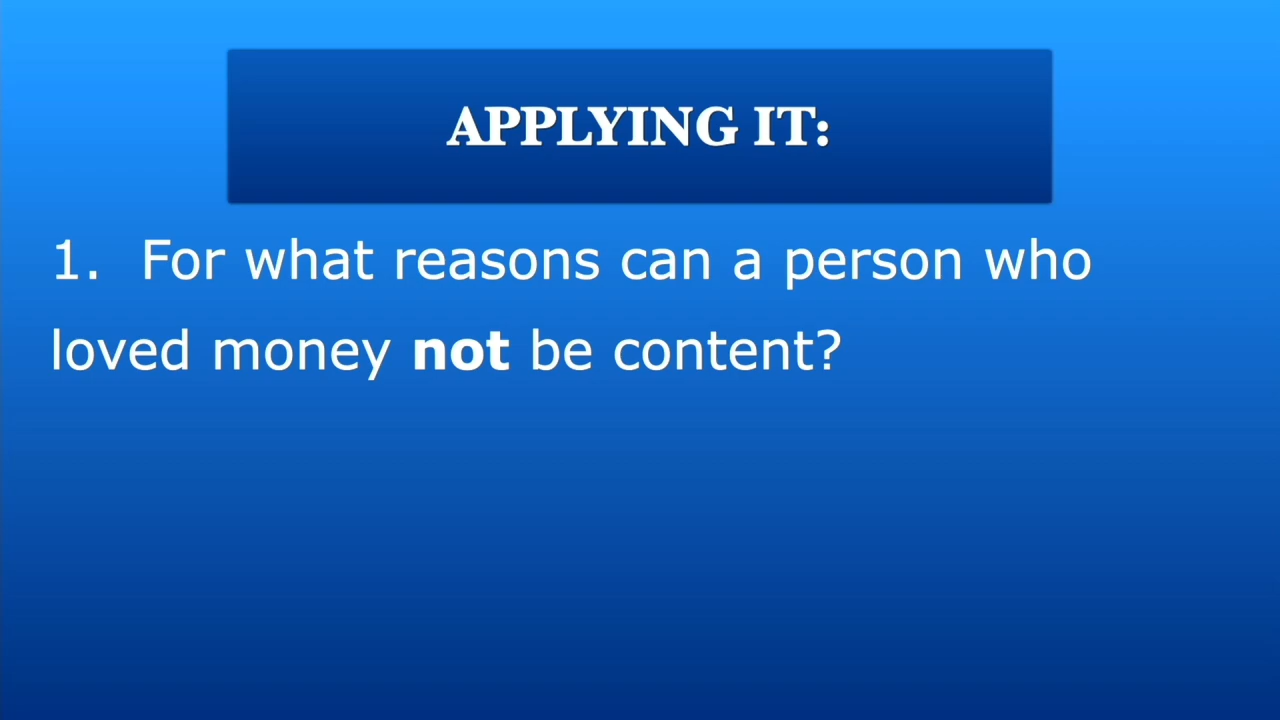 APPLYING IT:
1. For what reasons can a person who
loved money not be content?